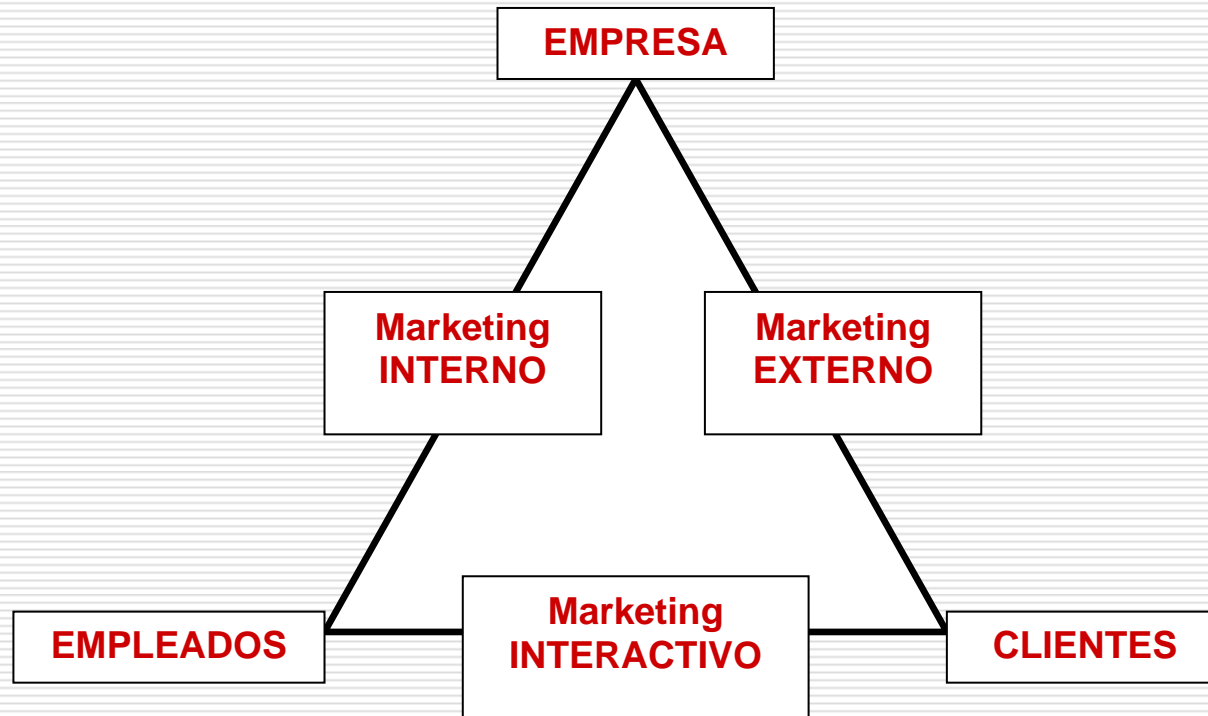 EMPRESA
Marketing
INTERNO
Marketing
EXTERNO
EMPLEADOS
Marketing
INTERACTIVO
CLIENTES